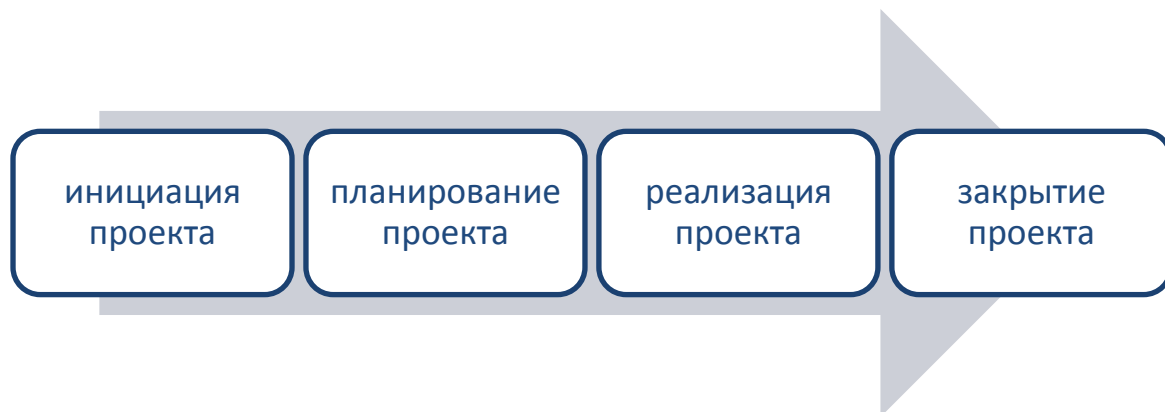 инициация
проекта
планирование
проекта
реализация
проекта
закрытие
проекта